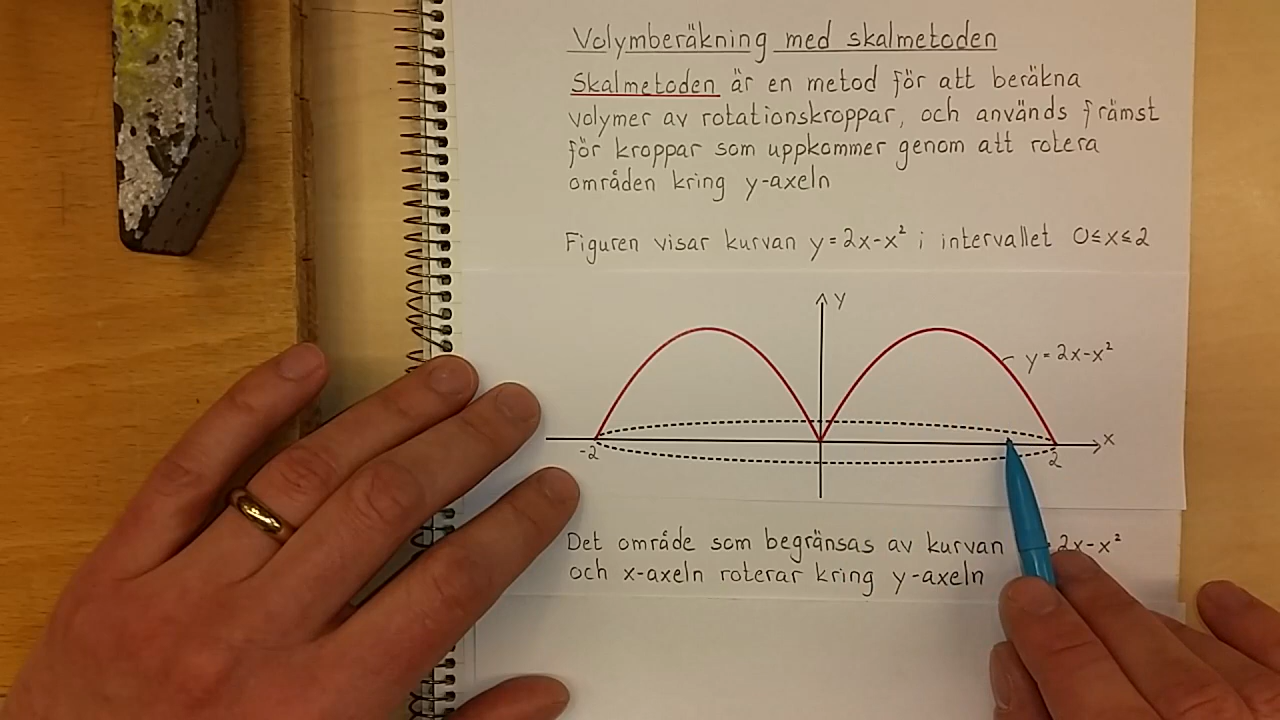 Volymberäkning med skalmetoden
Skalmetoden är en metod för att beräkna
volymer av rotationskroppar, och används främst
för kroppar som uppkommer genom att rotera
områden kring y-axeln
Figuren visar kurvan y=2x-x² i intervallet 0≤x≤2
y
y=2x-x²
x
-2
2
Det område som begränsas av kurvan =2x-x²
och x-axeln roterar kring y-axeln